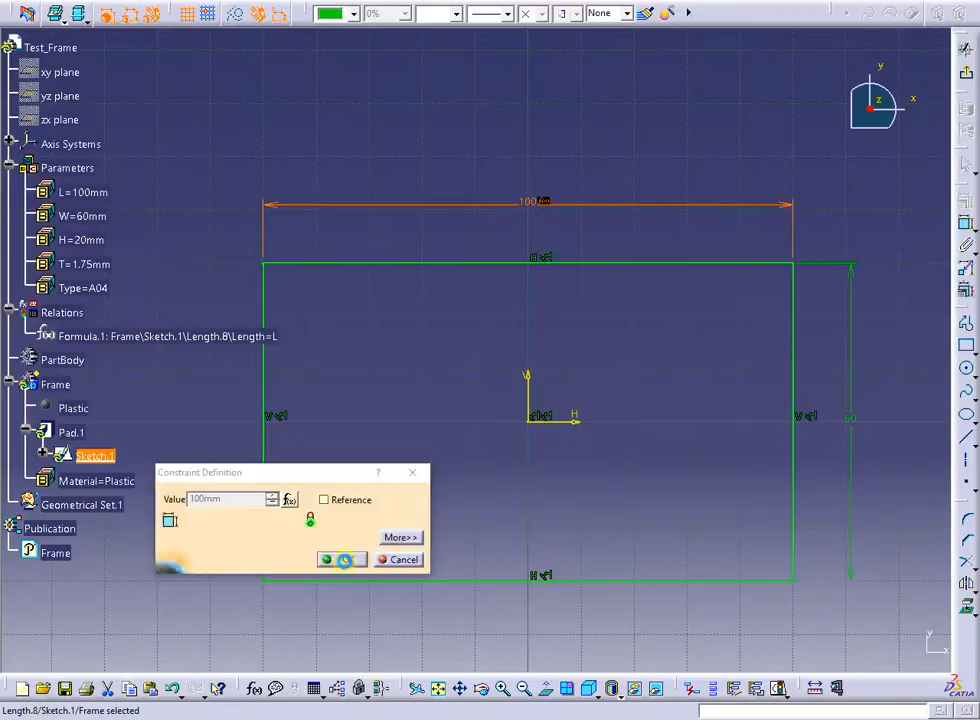 0%
None
Test_Frame
xy plane
yz plane
zx plane
Axis Systems
Parameters
L=100mm
W=60mm
H=20mm
T=1.75mm
Type=A04
Relations
Formula.1: Frame\Sketch.1\Length.8\Length=L
PartBody
Frame
Plastic
Pad.1
Sketch.1
Material=Plastic
Geometrical Set.1
Publication
Frame
y
z
x
100
H
V
V
H
V
60
H
Constraint Definition
? ×
Value 100mm f(x) Reference
More>>
Cancel
y
x
f(x)
CATIA
Length.8/Sketch.1/Frame selected